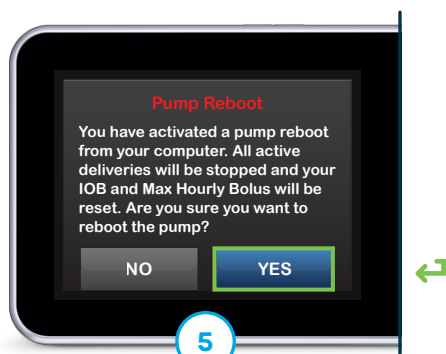 Pump Reboot
You have activated a pump reboot
from your computer. All active
deliveries will be stopped and your
IOB and Max Hourly Bolus will be
reset. Are you sure you want to
reboot the pump?
NO YES
5